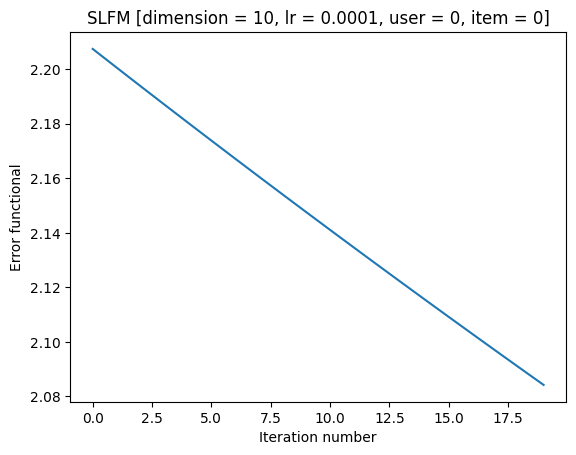 SLFM [dimension = 10, lr = 0.0001, user = 0, item = 0]
2.20
2.18
2.16
2.14
2.12
2.10
2.08
Error functional
0.0 2.5 5.0 7.5 10.0 12.5 15.0 17.5
Iteration number